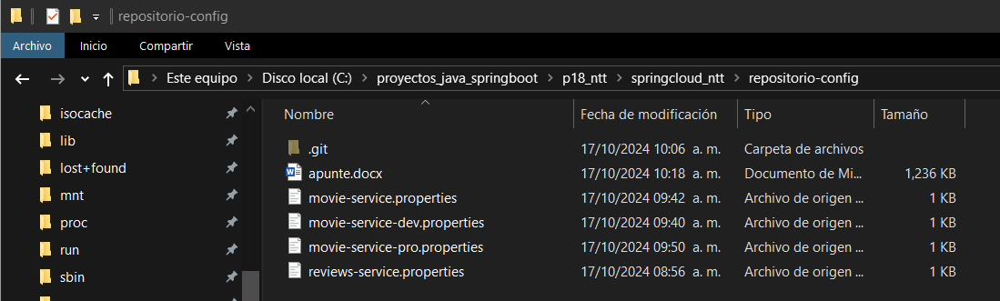 repositorio-config
Archivo Inicio Compartir Vista
Este equipo Disco local (C:) proyectos_java_springboot p18_ntt springcloud_ntt repositorio-config
isocache
lib
lost+found
mnt
proc
run
sbin
Nombre Fecha de modificación Tipo Tamaño
.git 17/10/2024 10:06 a. m. Carpeta de archivos
apunte.docx 17/10/2024 10:18 a. m. Documento de Mi... 1,236 KB
movie-service.properties 17/10/2024 09:42 a. m. Archivo de origen ... 1 KB
movie-service-dev.properties 17/10/2024 09:40 a. m. Archivo de origen ... 1 KB
movie-service-pro.properties 17/10/2024 09:50 a. m. Archivo de origen ... 1 KB
reviews-service.properties 17/10/2024 08:56 a. m. Archivo de origen ... 1 KB